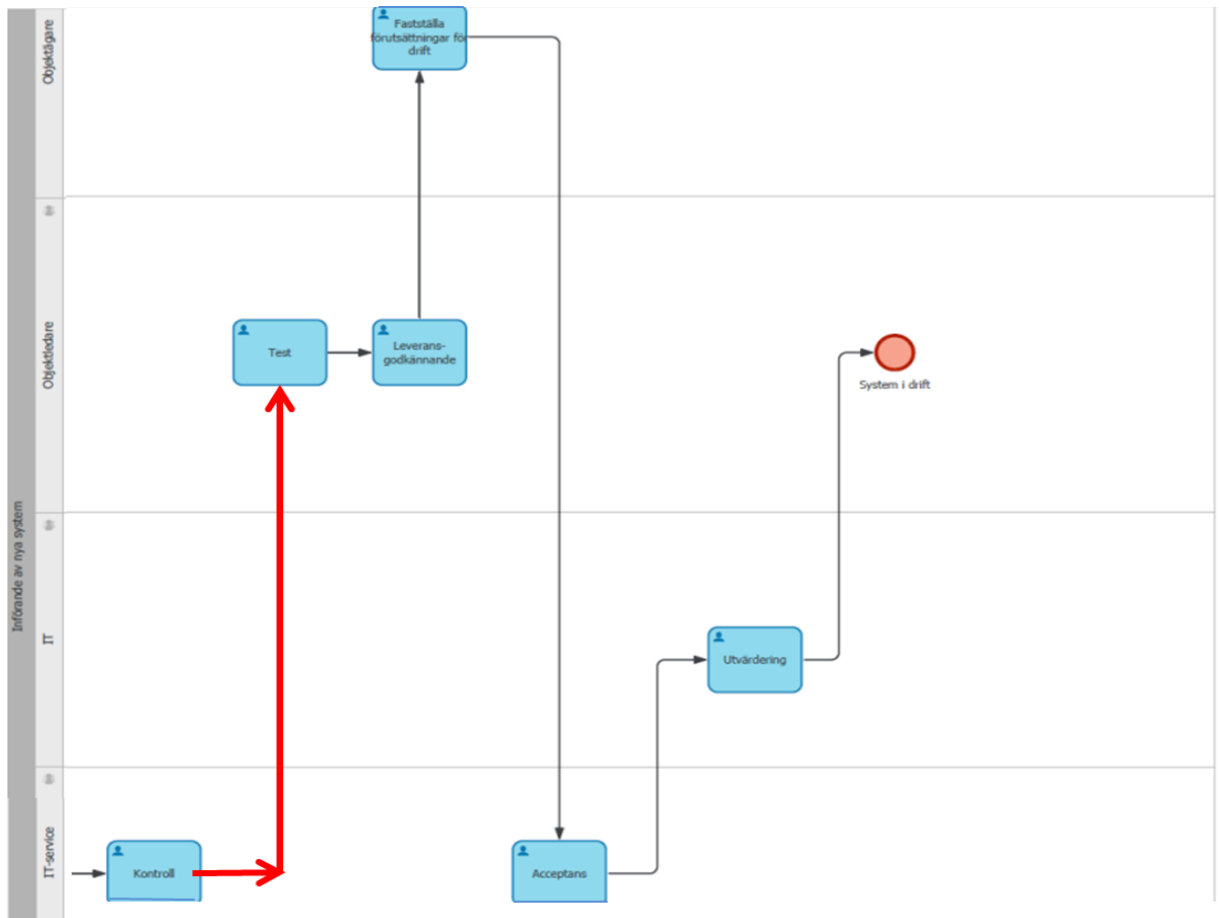 Införande av nya system
Objektägare
Fastställa
förutsättningar för
drift
Objektledare
Test
Leverans-
godkännande
System i drift
IT
Utvärdering
IT-service
Kontroll
Acceptans